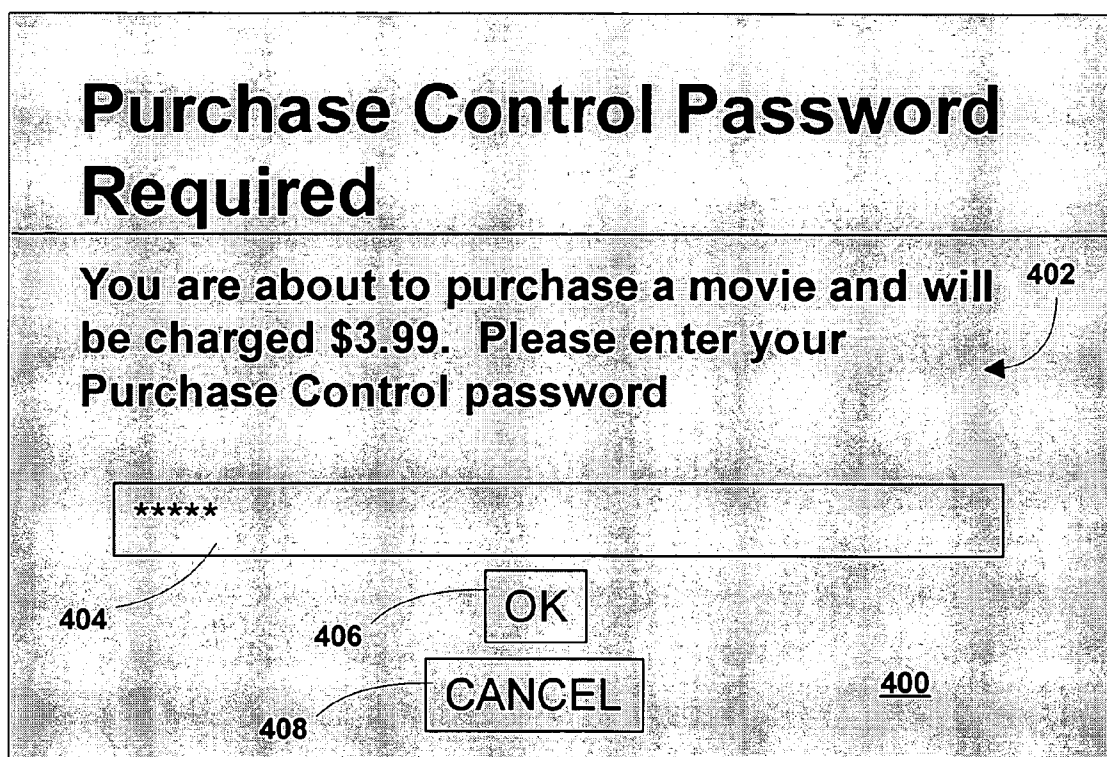 Purchase Control Password
Required
You are about to purchase a movie and will
be charged $3.99.  Please enter your
Purchase Control password
402
*****
404
406
OK
408
CANCEL
400